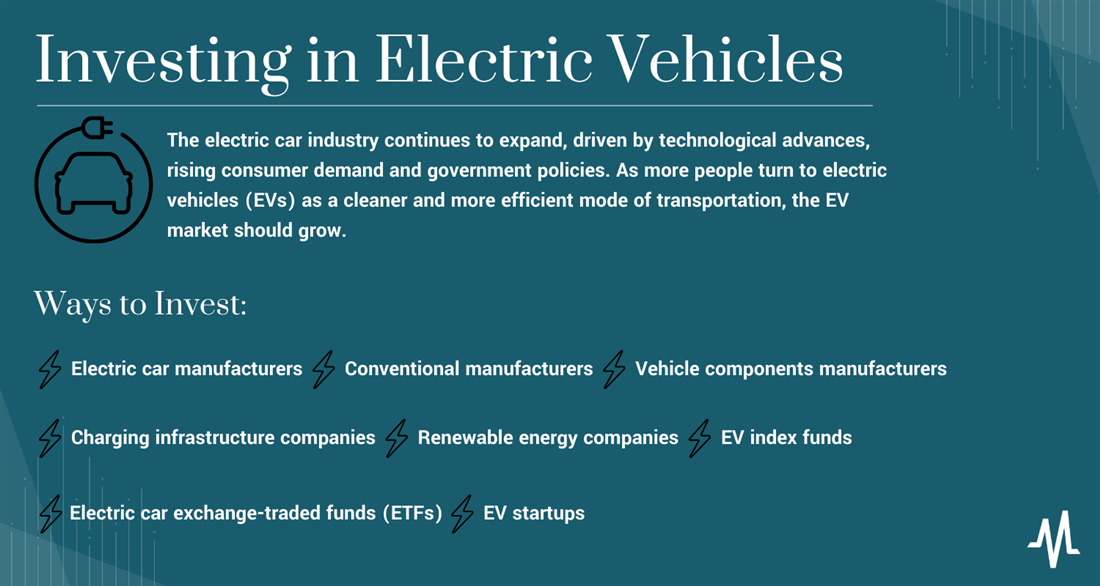 Investing in Electric Vehicles
The electric car industry continues to expand, driven by technological advances,
rising consumer demand and government policies. As more people turn to electric
vehicles (EVs) as a cleaner and more efficient mode of transportation, the EV
market should grow.
Ways to Invest:
Electric car manufacturers Conventional manufacturers Vehicle components manufacturers
Charging infrastructure companies Renewable energy companies EV index funds
Electric car exchange-traded funds (ETFs) EV startups